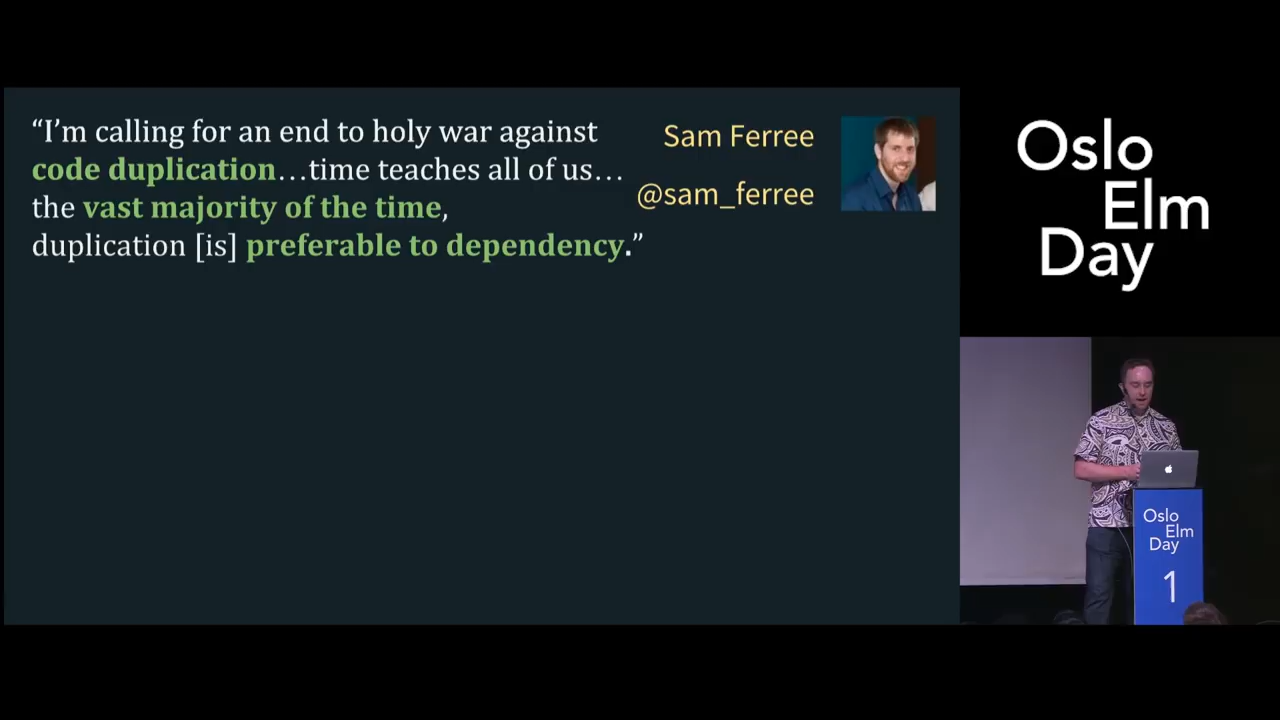 “I’m calling for an end to holy war against
code duplication…time teaches all of us…
the vast majority of the time,
duplication [is] preferable to dependency.”
Sam Ferree
@sam_ferree
Oslo
Elm
Day
Oslo
Elm
Day
1